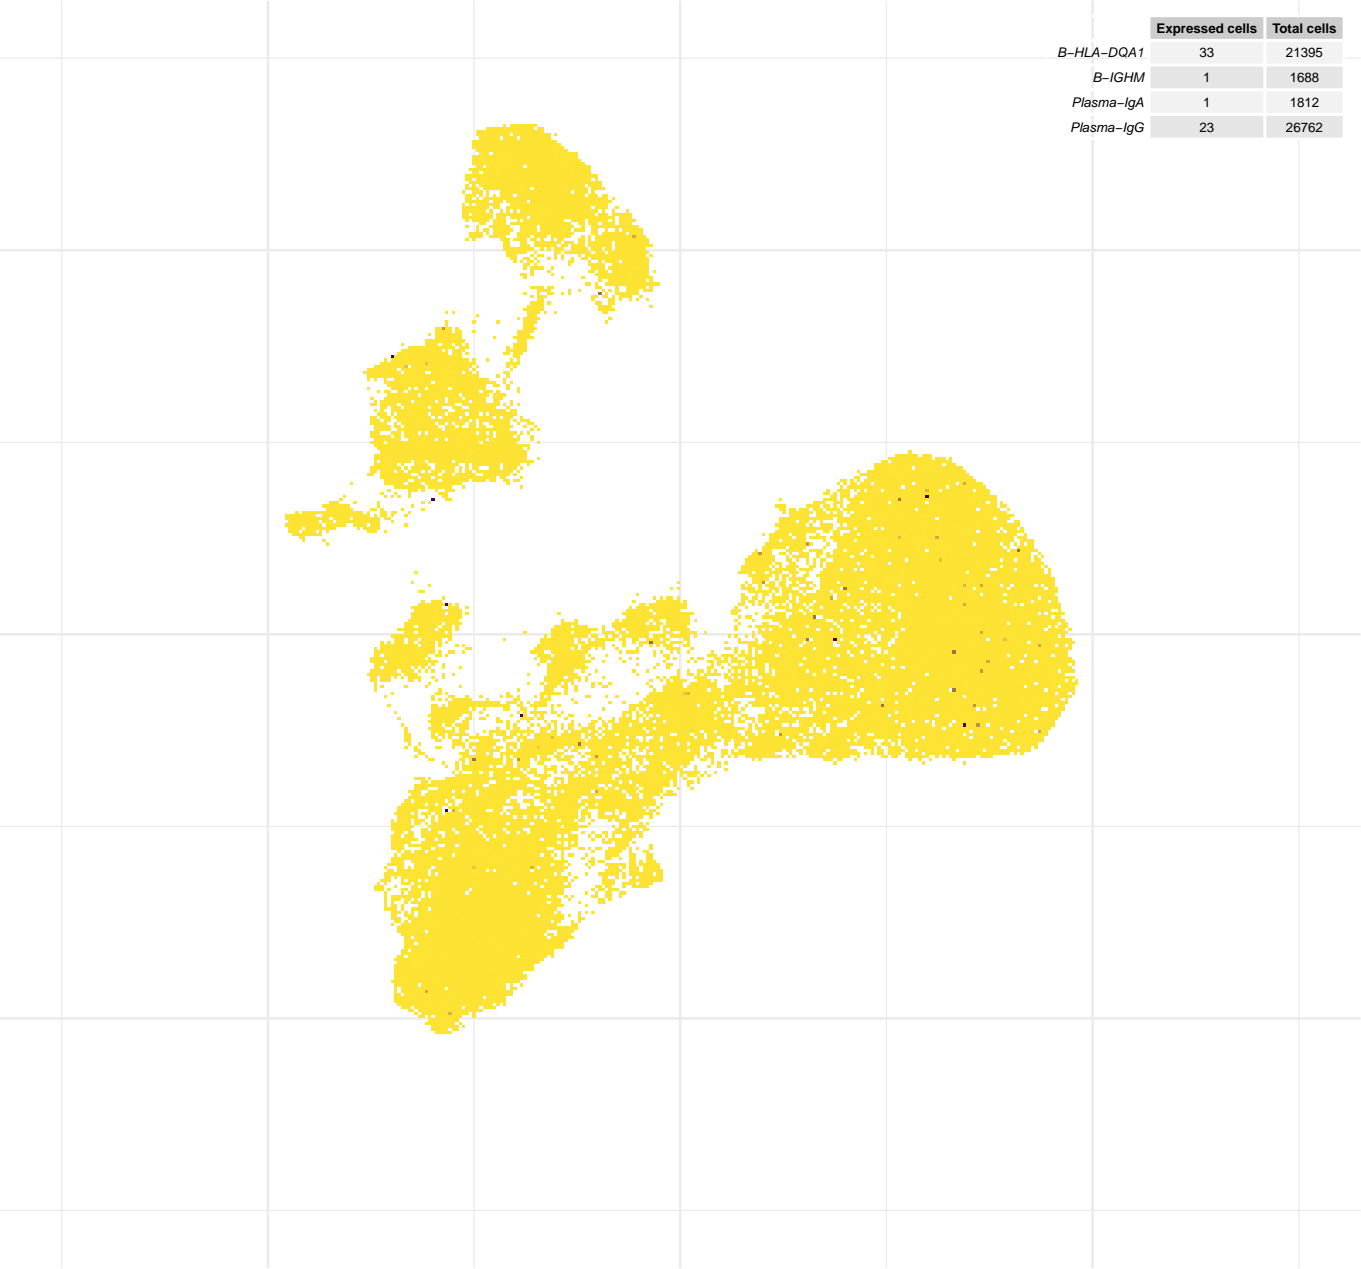 Expressed cells Total cells
B−HLA−DQA1 33 21395
B−IGHM 1 1688
Plasma−IgA 1 1812
Plasma−IgG 23 26762